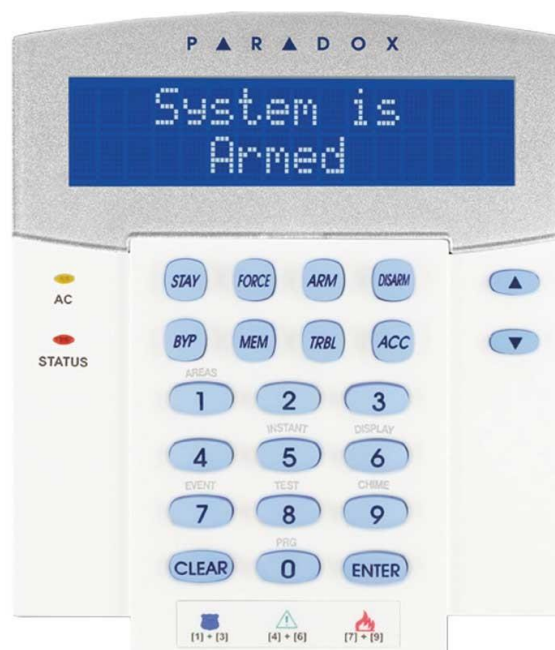 PARADOX
System is
Armed
AC
STATUS
STAY FORCE ARM DISARM
BYP MEM TRBL ACC
AREAS
1 2 3
INSTANT DISPLAY
4 5 6
EVENT TEST CHIME
7 8 9
PRG
CLEAR 0 ENTER
[1] + [3] [4] + [6] [7] + [9]